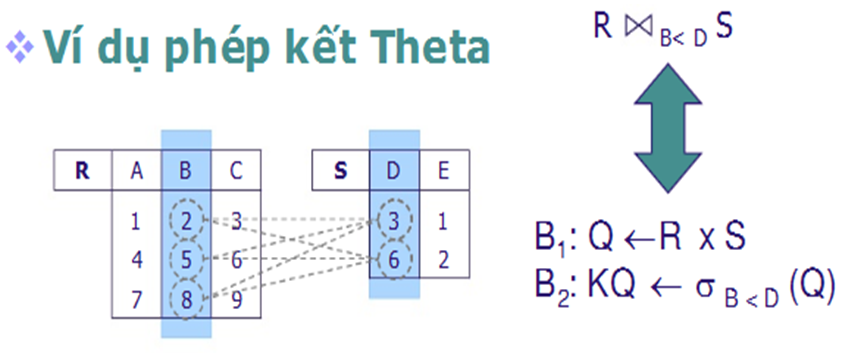 ❖ Ví dụ phép kết Theta
R ⋈ B< D S
R A B C
1 2 3
4 5 6
7 8 9
S D E
3 1
6 2
B₁: Q ←R x S
B₂: KQ ← σ B < D (Q)